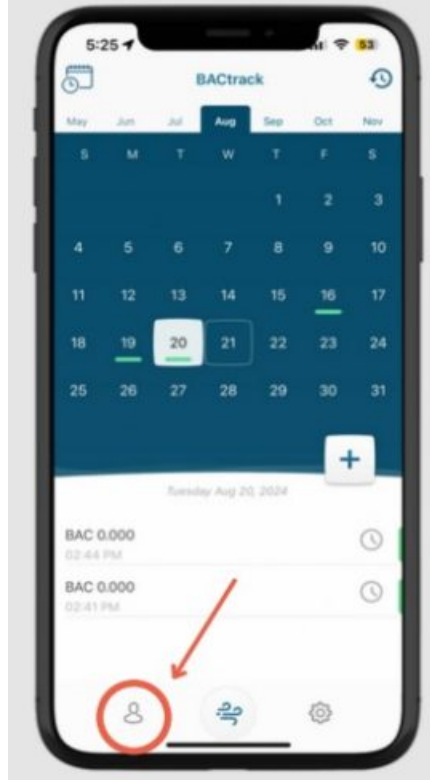 5:25 53
BACtrack
May Jun Jul Aug Sep Oct Nov
S M T W T F S
1 2 3
4 5 6 7 8 9 10
11 12 13 14 15 16 17
18 19 20 21 22 23 24
25 26 27 28 29 30 31
+
Tuesday Aug 20, 2024
BAC 0.000
02:44 PM
BAC 0.000
02:41 PM